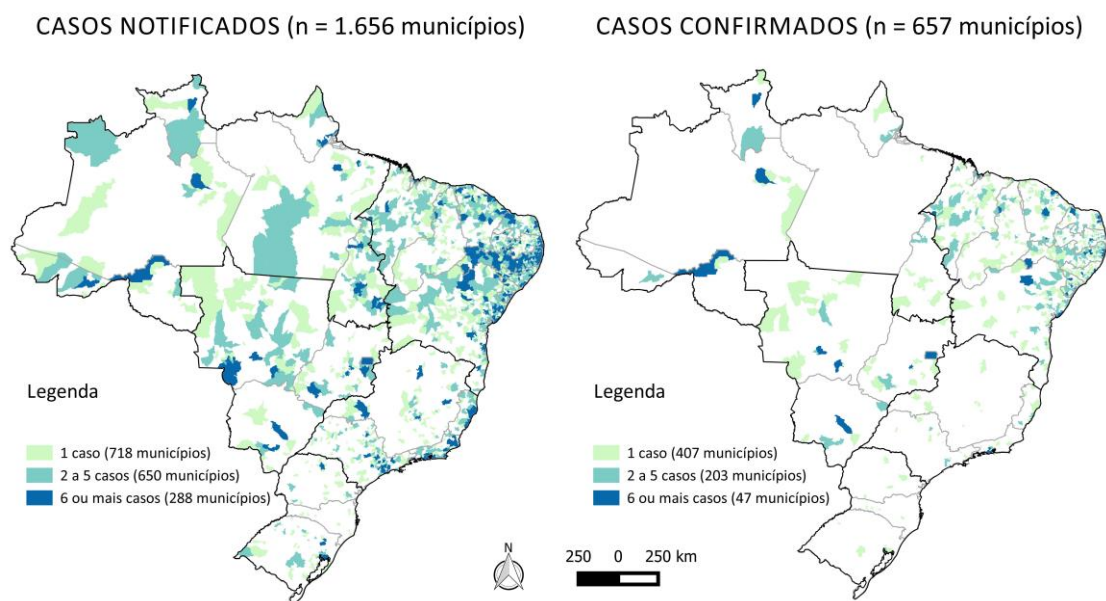 CASOS NOTIFICADOS (n = 1.656 municípios)
CASOS CONFIRMADOS (n = 657 municípios)
Legenda
1 caso (718 municípios)
2 a 5 casos (650 municípios)
6 ou mais casos (288 municípios)
Legenda
1 caso (407 municípios)
2 a 5 casos (203 municípios)
6 ou mais casos (47 municípios)
N
250 0 250 km